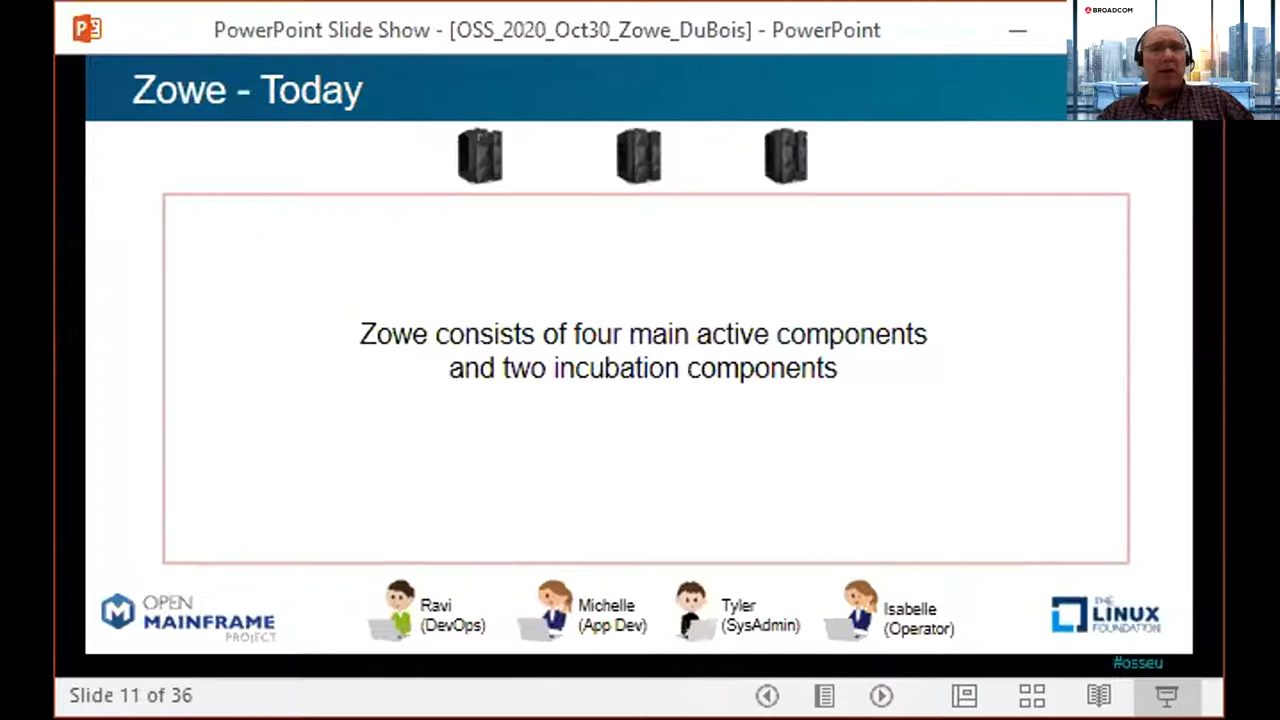 PowerPoint Slide Show - [OSS_2020_Oct30_Zowe_DuBois] - PowerPoint
BROADCOM
Zowe - Today
Zowe consists of four main active components
and two incubation components
OPEN
MAINFRAME
PROJECT
Ravi
(DevOps)
Michelle
(App Dev)
Tyler
(SysAdmin)
Isabelle
(Operator)
THE
LINUX
FOUNDATION
#osseu
Slide 11 of 36